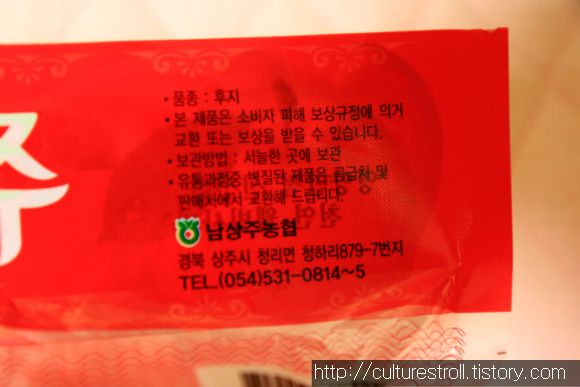 주
• 품종 : 후지
• 본 제품은 소비자 피해 보상규정에 의거
교환 또는 보상을 받을 수 있습니다.
• 보관방법 : 서늘한 곳에 보관
• 유통과정중 변질된 제품은 공급처 및
판매처에서 교환해 드립니다.
남상주농협
경북 상주시 청리면 청하리879-7번지
TEL.(054)531-0814~5
http://culturestroll.tistory.com